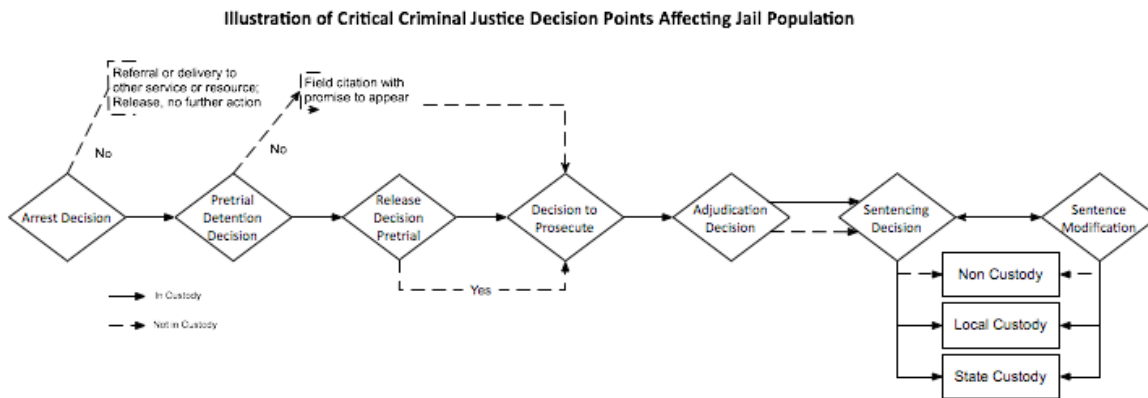 Illustration of Critical Criminal Justice Decision Points Affecting Jail Population
Referral or delivery to
other service or resource;
Release, no further action
Field citation with
promise to appear
No
No
Arrest Decision
Pretrial
Detention
Decision
Release
Decision
Pretrial
Decision to
Prosecute
Adjudication
Decision
Sentencing
Decision
Sentence
Modification
Yes
Non Custody
Local Custody
State Custody
In Custody
Not in Custody